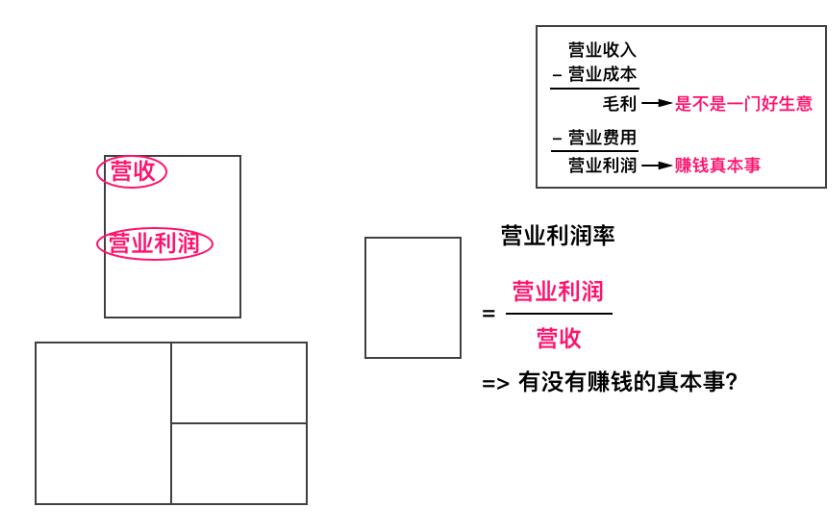 营业收入
– 营业成本
毛利 → 是不是一门好生意
– 营业费用
营业利润 → 赚钱真本事
营收
营业利润
营业利润率
营业利润
=
营收
=> 有没有赚钱的真本事?